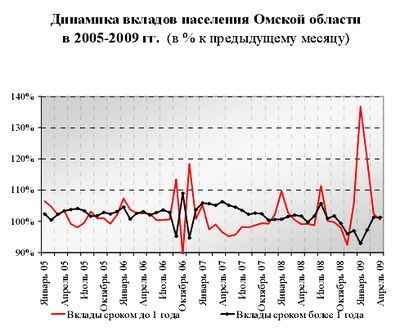 Динамика вкладов населения Омской области
в 2005-2009 гг. (в % к предыдущему месяцу)
140%
130%
120%
110%
100%
90%
Январь 05
Апрель 05
Июль 05
Октябрь 05
Январь 06
Апрель 06
Июль 06
Октябрь 06
Январь 07
Апрель 07
Июль 07
Октябрь 07
Январь 08
Апрель 08
Июль 08
Октябрь 08
Январь 09
Апрель 09
Вклады сроком до 1 года
Вклады сроком более 1 года